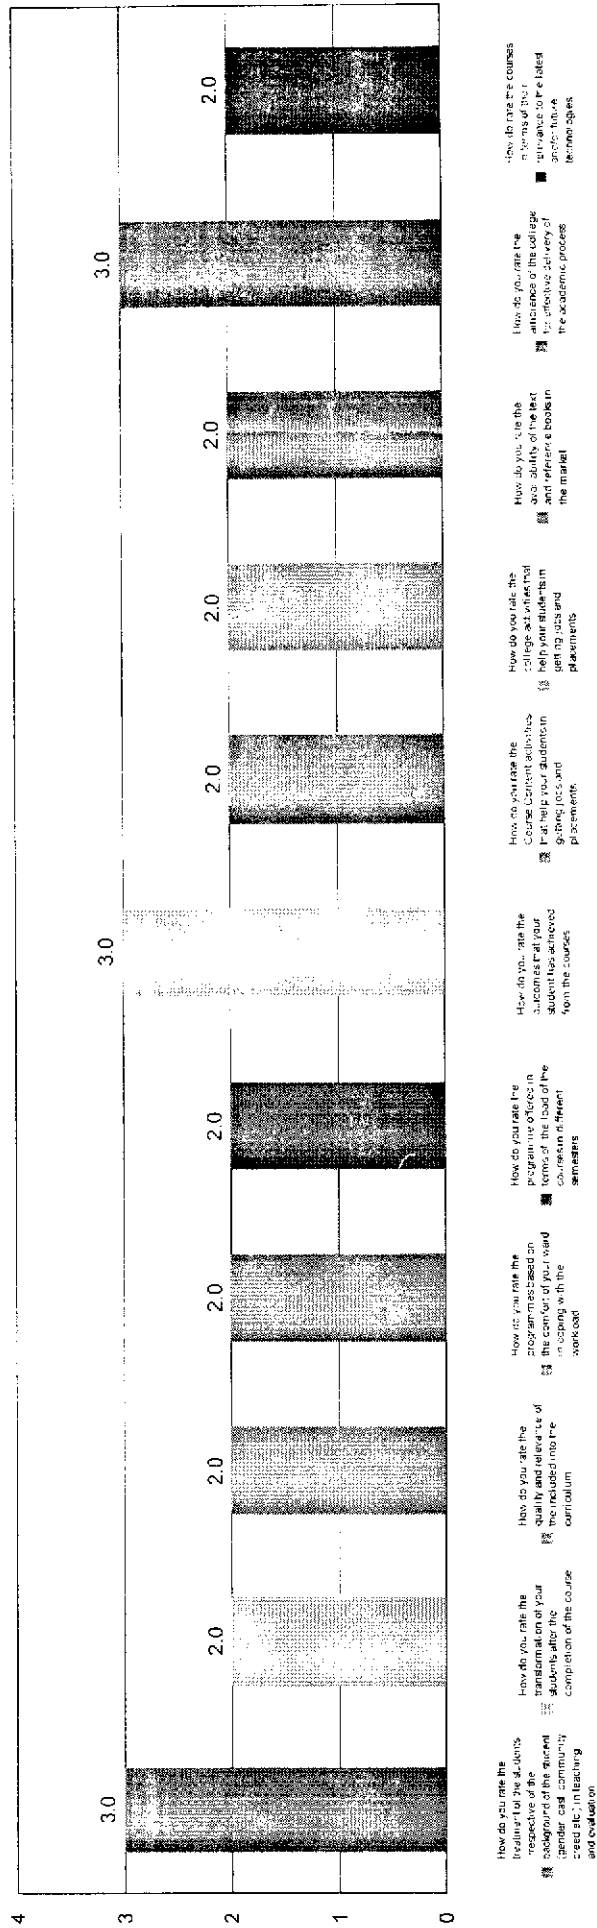 4
3
2
1
0
3.0
2.0
2.0
2.0
2.0
3.0
2.0
2.0
2.0
3.0
2.0
How do you rate the
treatment of the students
irrespective of the
background of the student
(gender cast community
creed etc) in teaching
and evaluation
How do you rate the
transformation of your
students after the
completion of the course
How do you rate the
quality and relevance of
the included into the
curriculum
How do you rate the
programmes based on
the comfort of your ward
in coping with the
workload
How do you rate the
programme offered in
terms of the load of the
courses in different
semesters
How do you rate the
outcomes that your
student has achieved
from the courses
How do you rate the
Course Content activities
that help your students in
getting jobs and
placements
How do you rate the
college activities that
help your students in
getting jobs and
placements
How do you rate the
availability of the text
and reference books in
the market
How do you rate the
ambience of the college
for effective delivery of
the academic process
How do rate the courses
in terms of their
relevance to the latest
and/or future
technologies